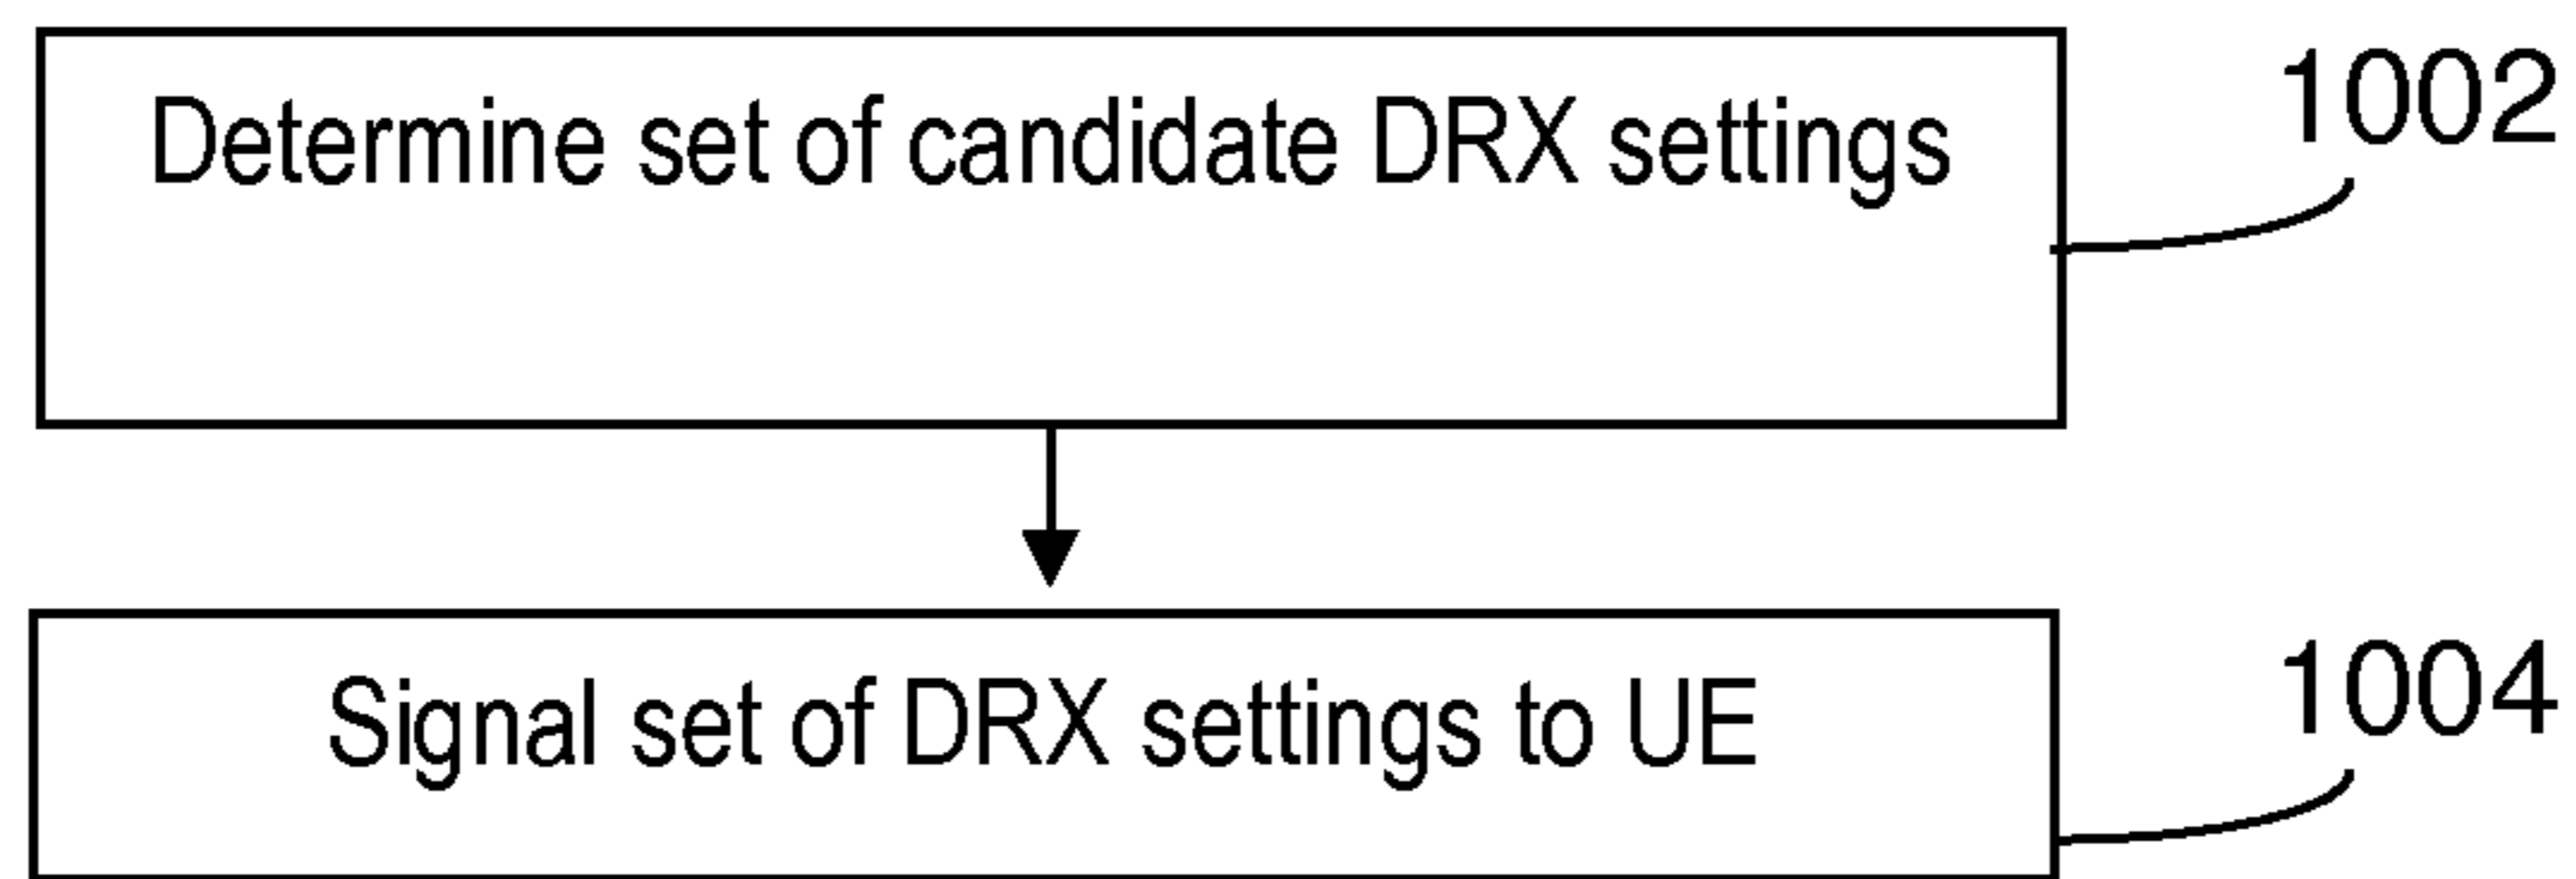 Determine set of candidate DRX settings
1002
Signal set of DRX settings to UE
1004